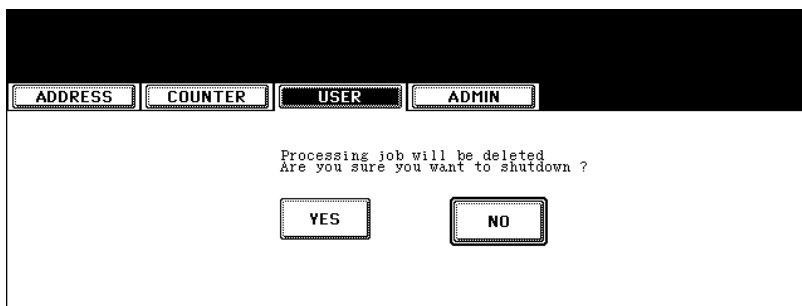 ADDRESS COUNTER USER ADMIN
Processing job will be deleted
Are you sure you want to shutdown ?
YES NO